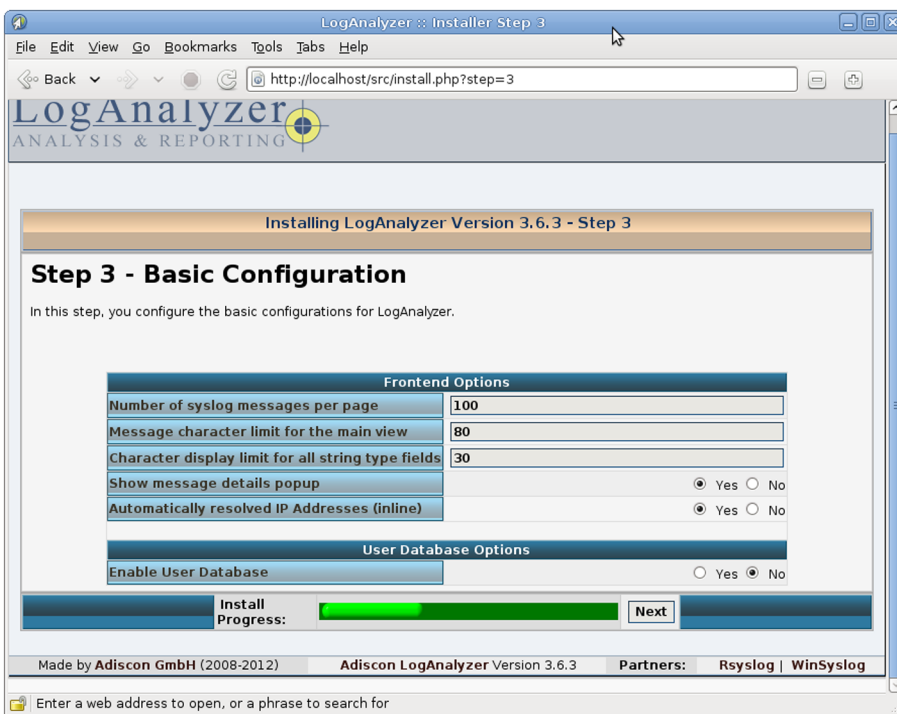 LogAnalyzer :: Installer Step 3
File Edit View Go Bookmarks Tools Tabs Help
Back http://localhost/src/install.php?step=3
LogAnalyzer
ANALYSIS & REPORTING
Installing LogAnalyzer Version 3.6.3 - Step 3
Step 3 - Basic Configuration
In this step, you configure the basic configurations for LogAnalyzer.
Frontend Options
Number of syslog messages per page 100
Message character limit for the main view 80
Character display limit for all string type fields 30
Show message details popup Yes No
Automatically resolved IP Addresses (inline) Yes No
User Database Options
Enable User Database Yes No
Install
Progress: Next
Made by Adiscon GmbH (2008-2012) Adiscon LogAnalyzer Version 3.6.3 Partners: Rsyslog | WinSyslog
Enter a web address to open, or a phrase to search for